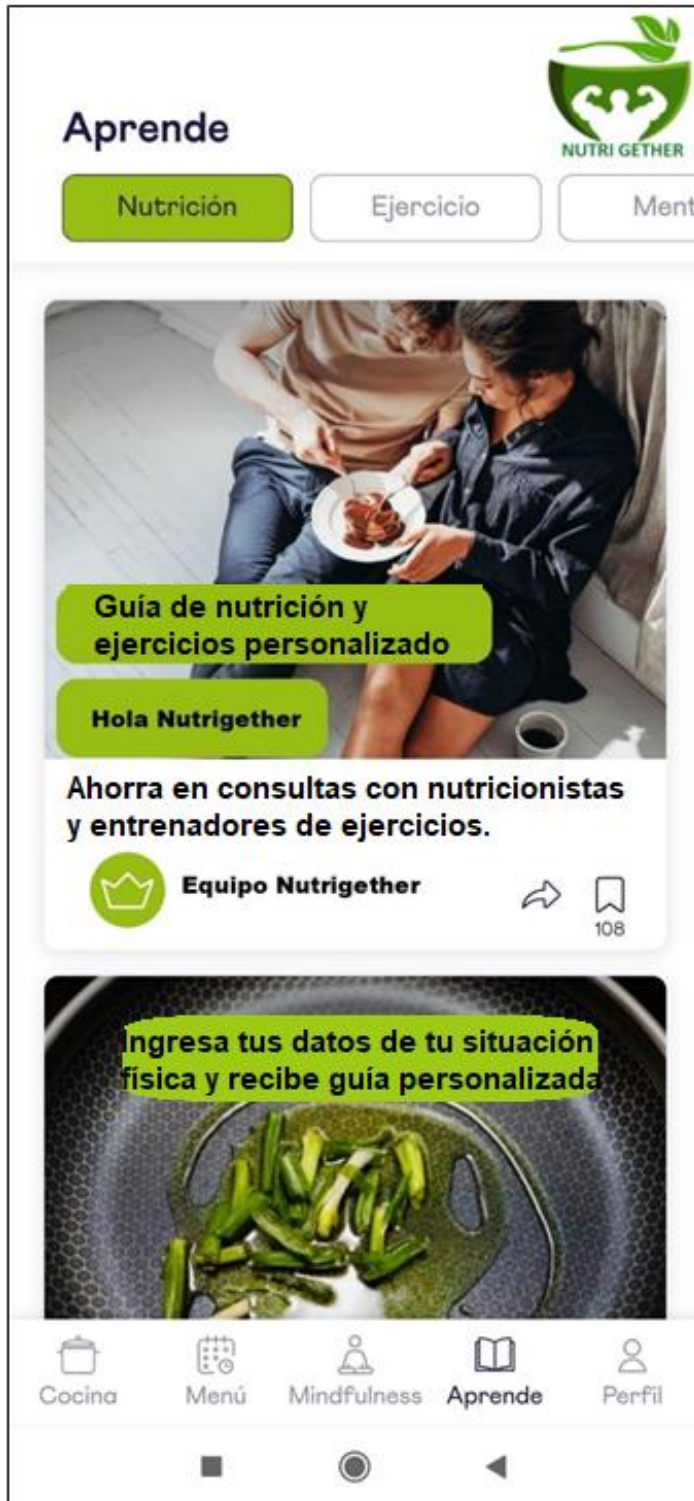 NUTRI GETHER
Aprende
Nutrición
Ejercicio
Ment
Guía de nutrición y
ejercicios personalizado
Hola Nutrigether
Ahorra en consultas con nutricionistas
y entrenadores de ejercicios.
Equipo Nutrigether
108
Ingresa tus datos de tu situación
física y recibe guía personalizada
Cocina
Menú
Mindfulness
Aprende
Perfil